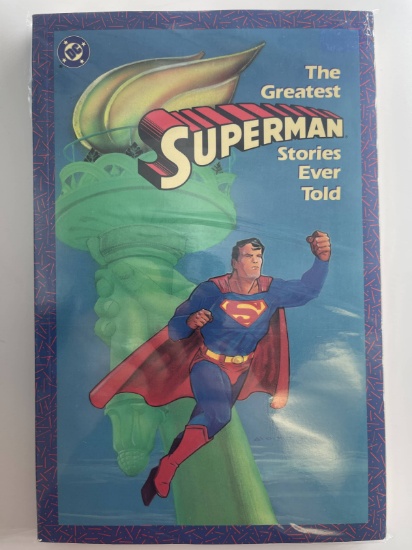 DC
The
Greatest
SUPERMAN
Stories
Ever
Told
S